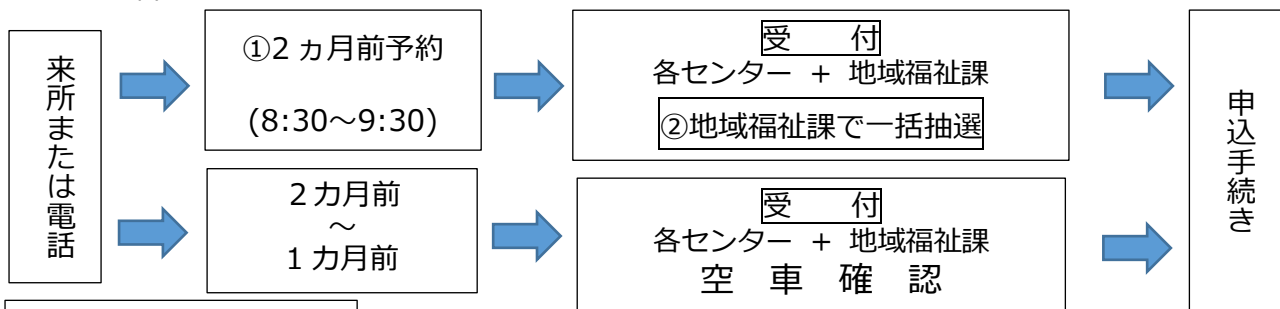 来所または電話
①2ヵ月前予約
(8:30～9:30)
受　　付
各センター + 地域福祉課
②地域福祉課で一括抽選
２カ月前
～
１カ月前
受　　付
各センター + 地域福祉課
空　車　確　認
申込手続き